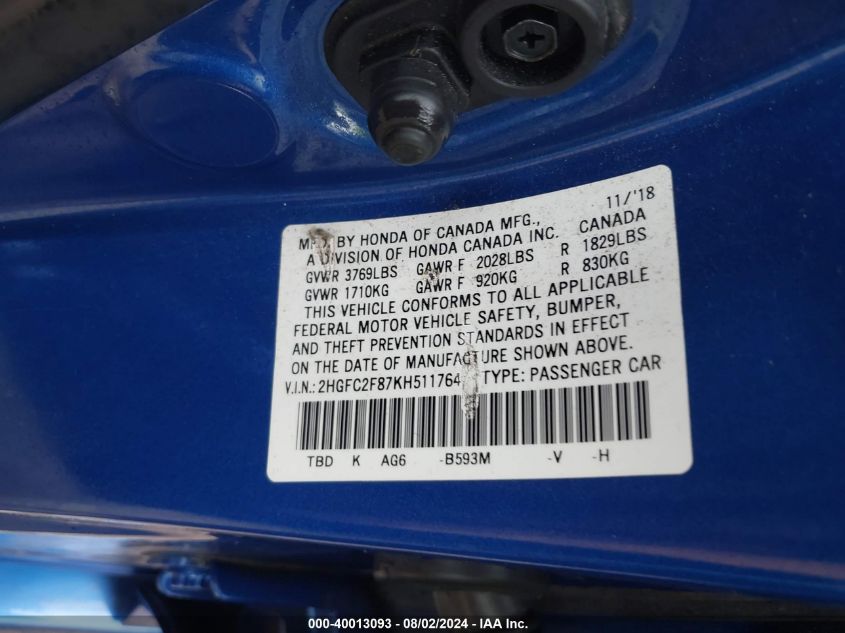 11/'18
MFD. BY HONDA OF CANADA MFG., CANADA
A DIVISION OF HONDA CANADA INC.
GVWR 3769LBS GAWR F 2028LBS R 1829LBS
GVWR 1710KG GAWR F 920KG R 830KG
THIS VEHICLE CONFORMS TO ALL APPLICABLE
FEDERAL MOTOR VEHICLE SAFETY, BUMPER,
AND THEFT PREVENTION STANDARDS IN EFFECT
ON THE DATE OF MANUFACTURE SHOWN ABOVE.
V.I.N.: 2HGFC2F87KH511764 TYPE: PASSENGER CAR
TBD K AG6 -B593M -V -H
000-40013093 - 08/02/2024 - IAA Inc.